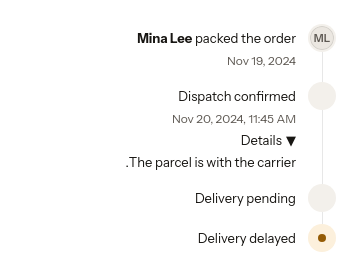 ML
Mina Lee packed the order
Nov 19, 2024
Dispatch confirmed
Nov 20, 2024, 11:45 AM
Details ▼
.The parcel is with the carrier
Delivery pending
Delivery delayed